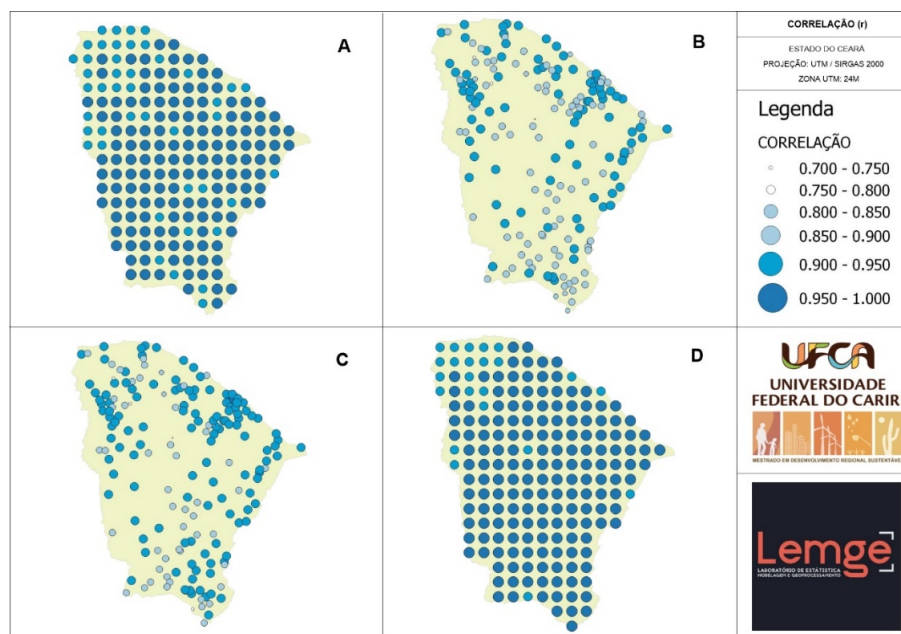 A
B
C
D
CORRELAÇÃO (r)
ESTADO DO CEARÁ
PROJEÇÃO: UTM / SIRGAS 2000
ZONA UTM: 24M
Legenda
CORRELAÇÃO
0.700 - 0.750
0.750 - 0.800
0.800 - 0.850
0.850 - 0.900
0.900 - 0.950
0.950 - 1.000
UFCA
UNIVERSIDADE
FEDERAL DO CARIRI
MESTRADO EM DESENVOLVIMENTO REGIONAL SUSTENTÁVEL
Lemge
LABORATÓRIO DE ESTATÍSTICA
MODELAGEM E GEOPROCESSAMENTO